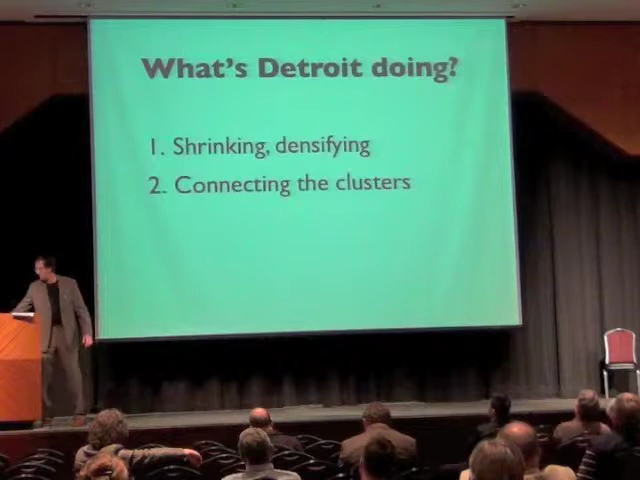 What's Detroit doing?
1. Shrinking, densifying
2. Connecting the clusters